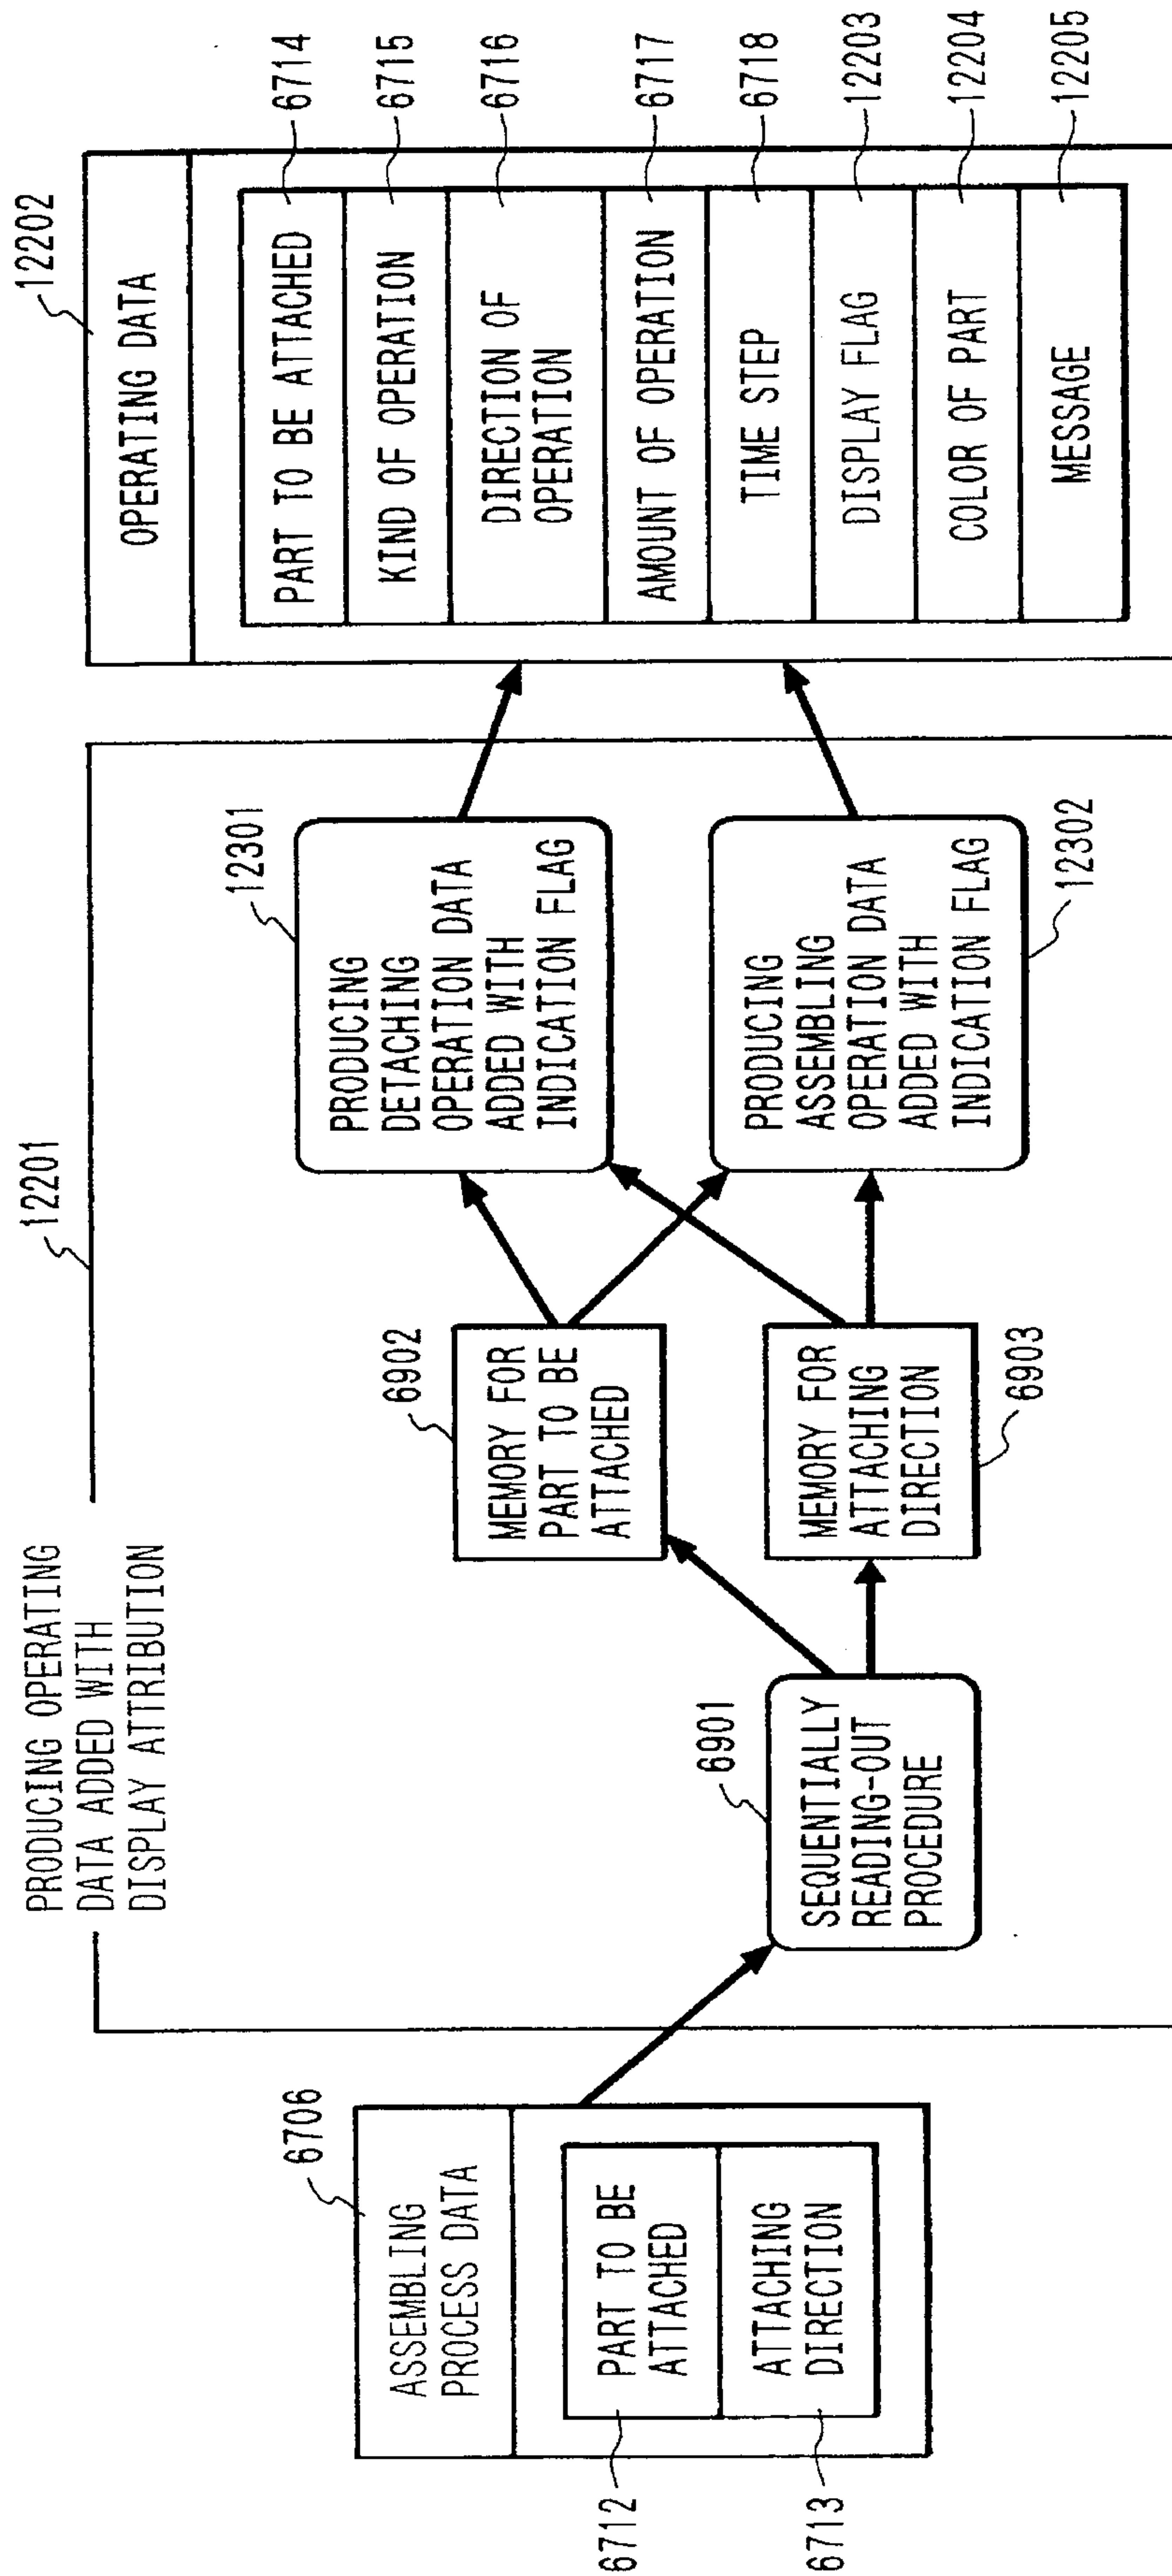 6706
ASSEMBLING
PROCESS DATA
PART TO BE
ATTACHED
ATTACHING
DIRECTION
6712
6713
PRODUCING OPERATING
DATA ADDED WITH
DISPLAY ATTRIBUTION
12201
6901
SEQUENTIALLY
READING-OUT
PROCEDURE
6902
MEMORY FOR
PART TO BE
ATTACHED
MEMORY FOR
ATTACHING
DIRECTION
6903
12301
PRODUCING
DETACHING
OPERATION DATA
ADDED WITH
INDICATION FLAG
PRODUCING
ASSEMBLING
OPERATION DATA
ADDED WITH
INDICATION FLAG
12302
12202
OPERATING DATA
PART TO BE ATTACHED
6714
KIND OF OPERATION
6715
DIRECTION OF
OPERATION
6716
AMOUNT OF OPERATION
6717
TIME STEP
6718
DISPLAY FLAG
12203
COLOR OF PART
12204
MESSAGE
12205